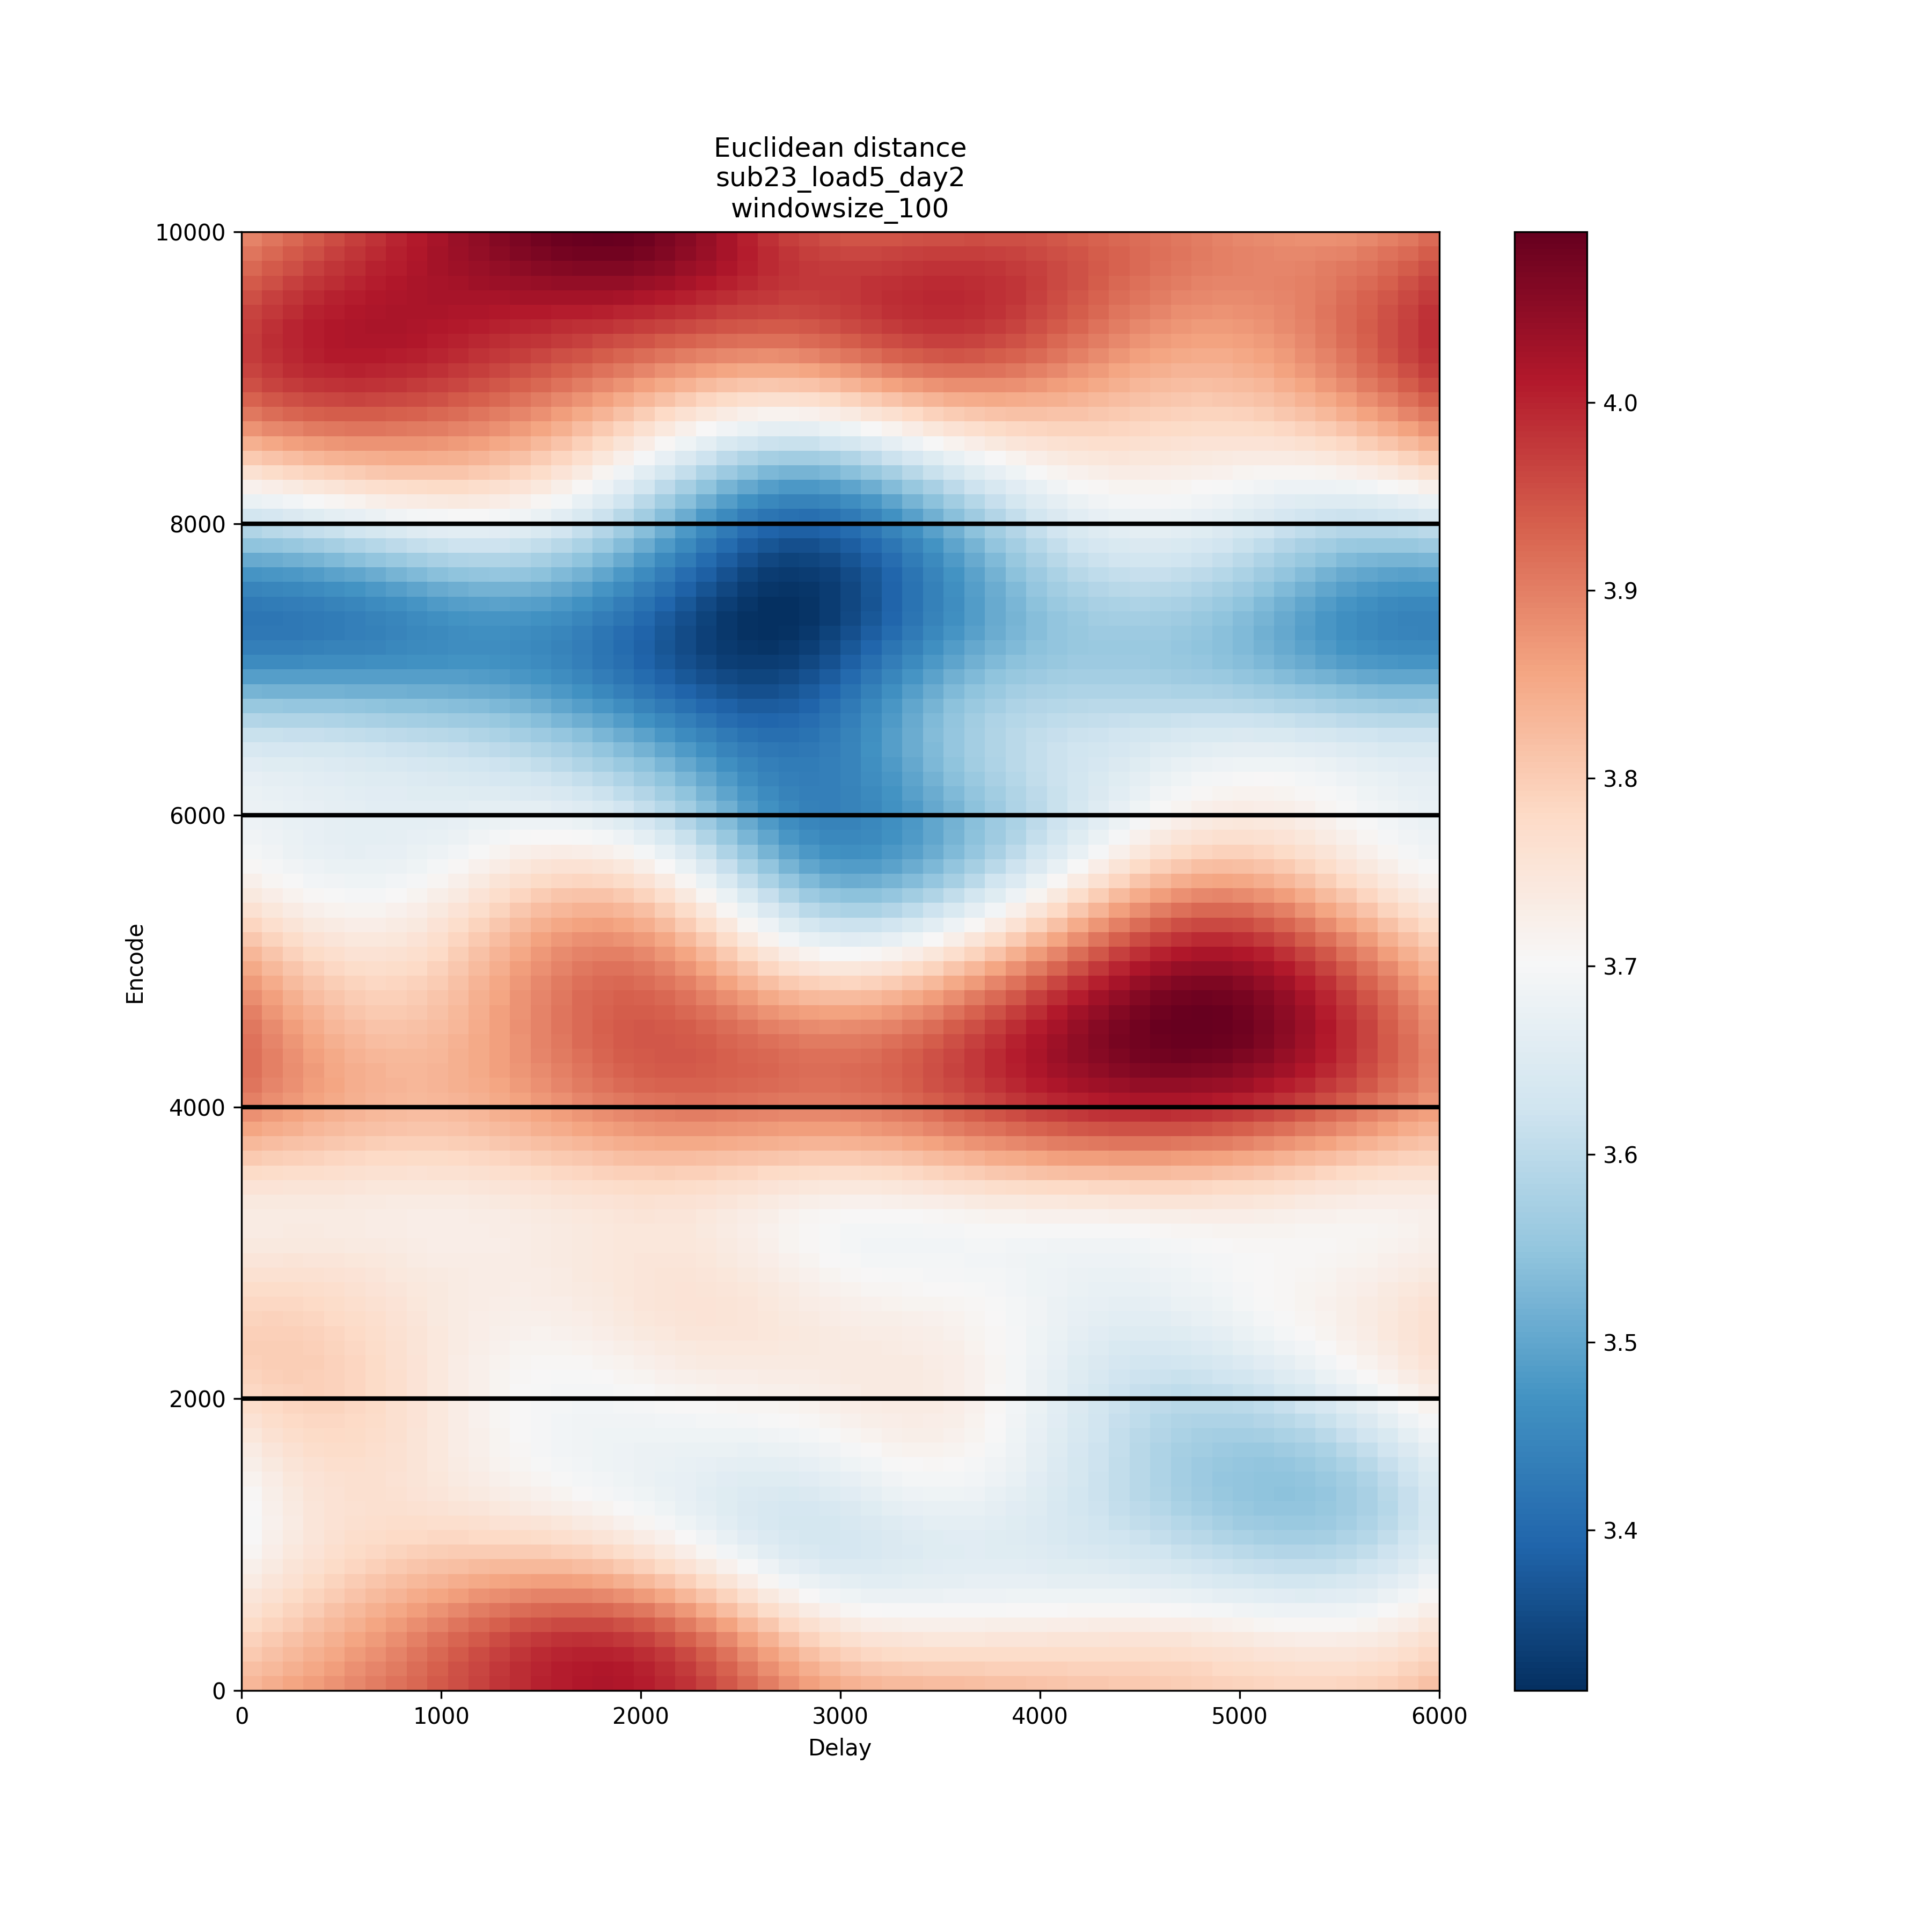 Euclidean distance
sub23_load5_day2
windowsize_100
10000
8000
6000
4000
2000
0
Encode
0 1000 2000 3000 4000 5000 6000
Delay
4.0
3.9
3.8
3.7
3.6
3.5
3.4